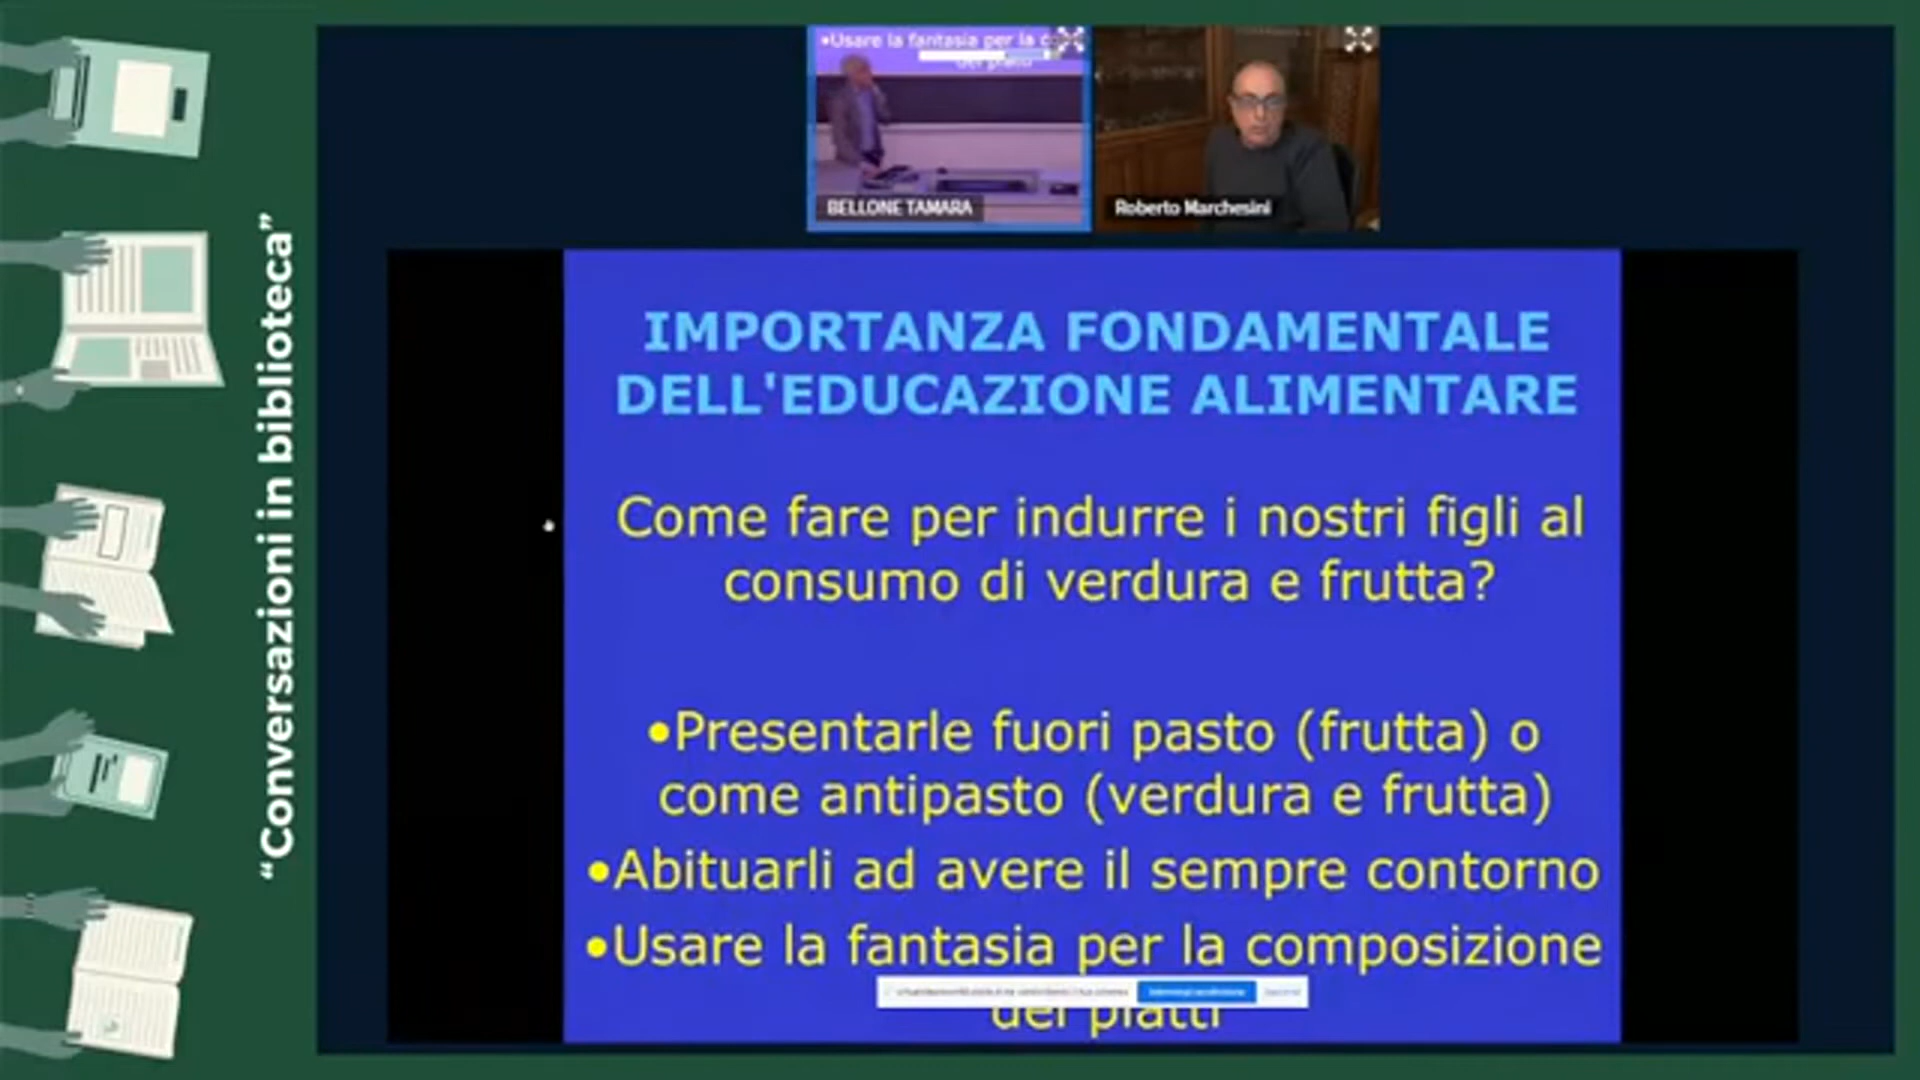 “Conversazioni in biblioteca”
•Usare la fantasia per la
dei piatti
BELLONE TAMARA
Roberto Marchesini
IMPORTANZA FONDAMENTALE
DELL'EDUCAZIONE ALIMENTARE
Come fare per indurre i nostri figli al
consumo di verdura e frutta?
•Presentarle fuori pasto (frutta) o
come antipasto (verdura e frutta)
•Abituarli ad avere il sempre contorno
•Usare la fantasia per la composizione
dei piatti